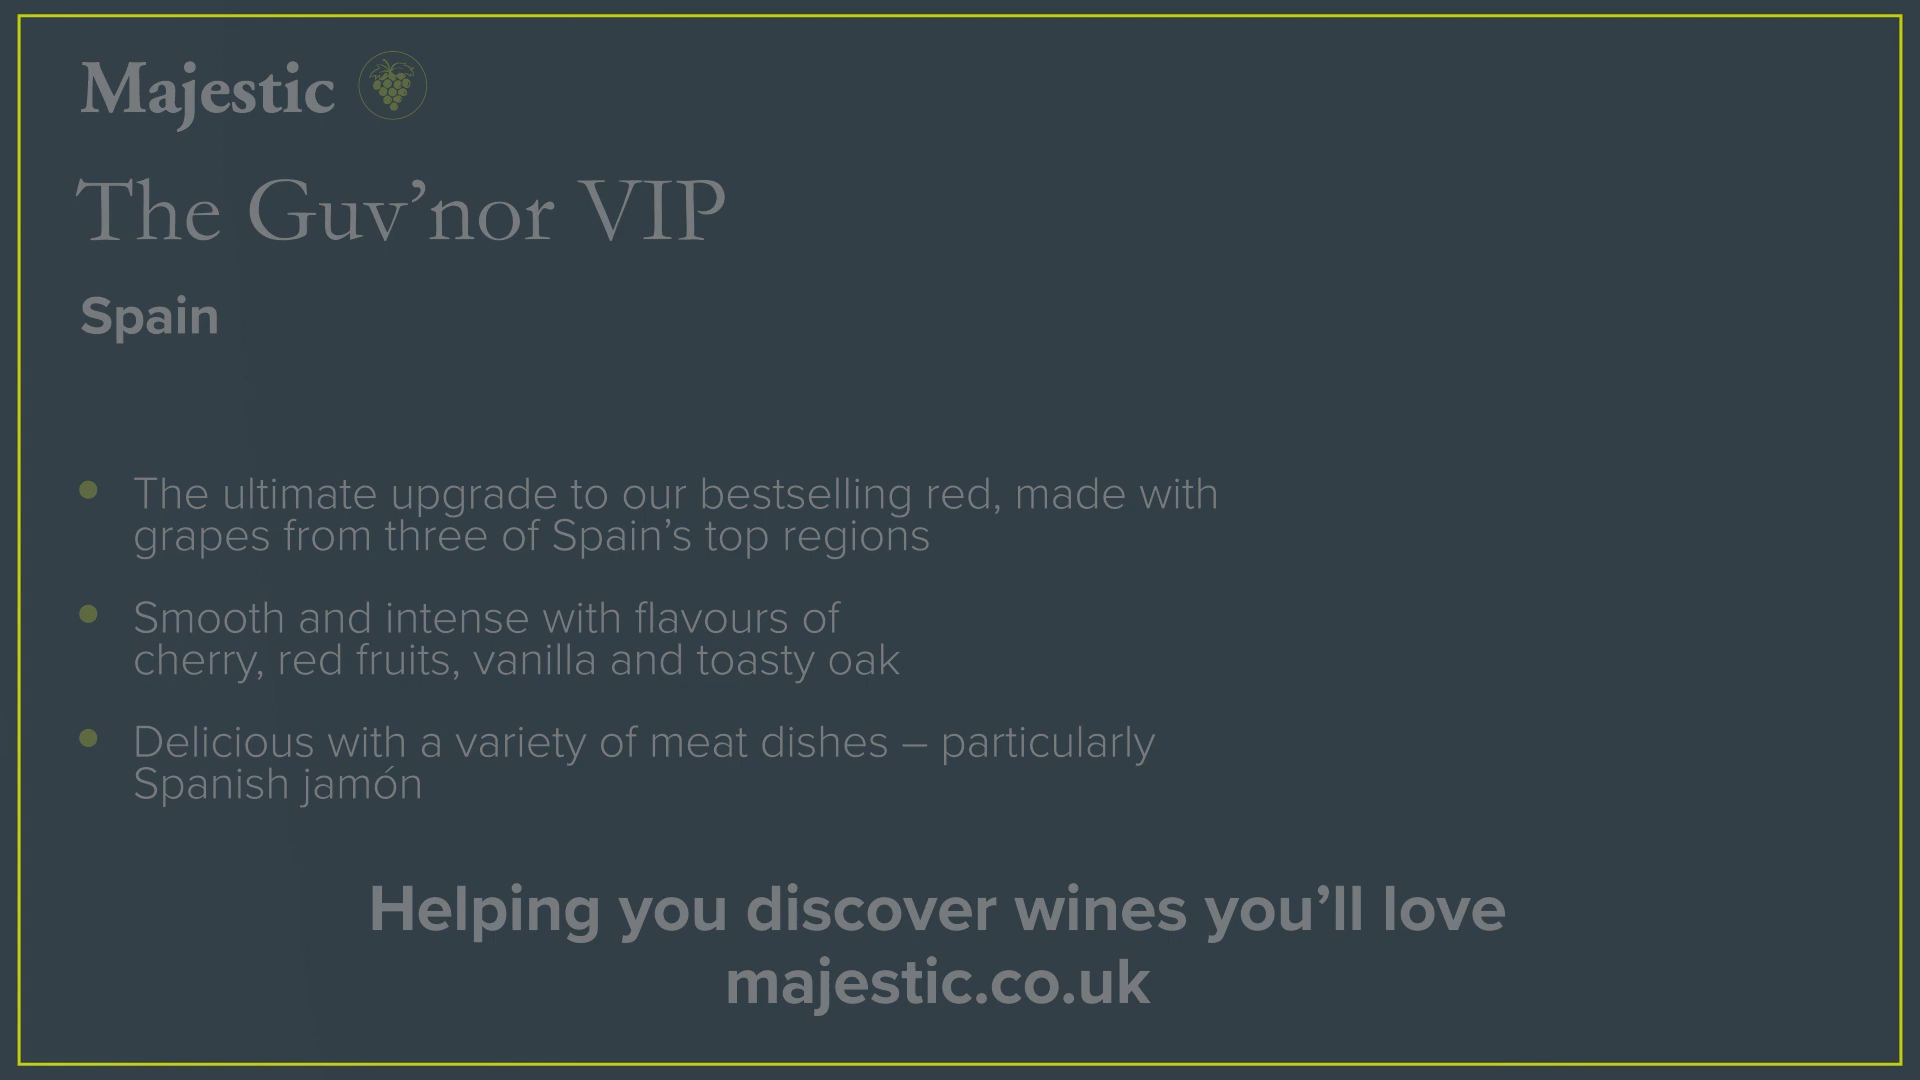 Majestic
The Guv’nor VIP
Spain
The ultimate upgrade to our bestselling red, made with
grapes from three of Spain’s top regions
Smooth and intense with flavours of
cherry, red fruits, vanilla and toasty oak
Delicious with a variety of meat dishes – particularly
Spanish jamón
Helping you discover wines you’ll love
majestic.co.uk